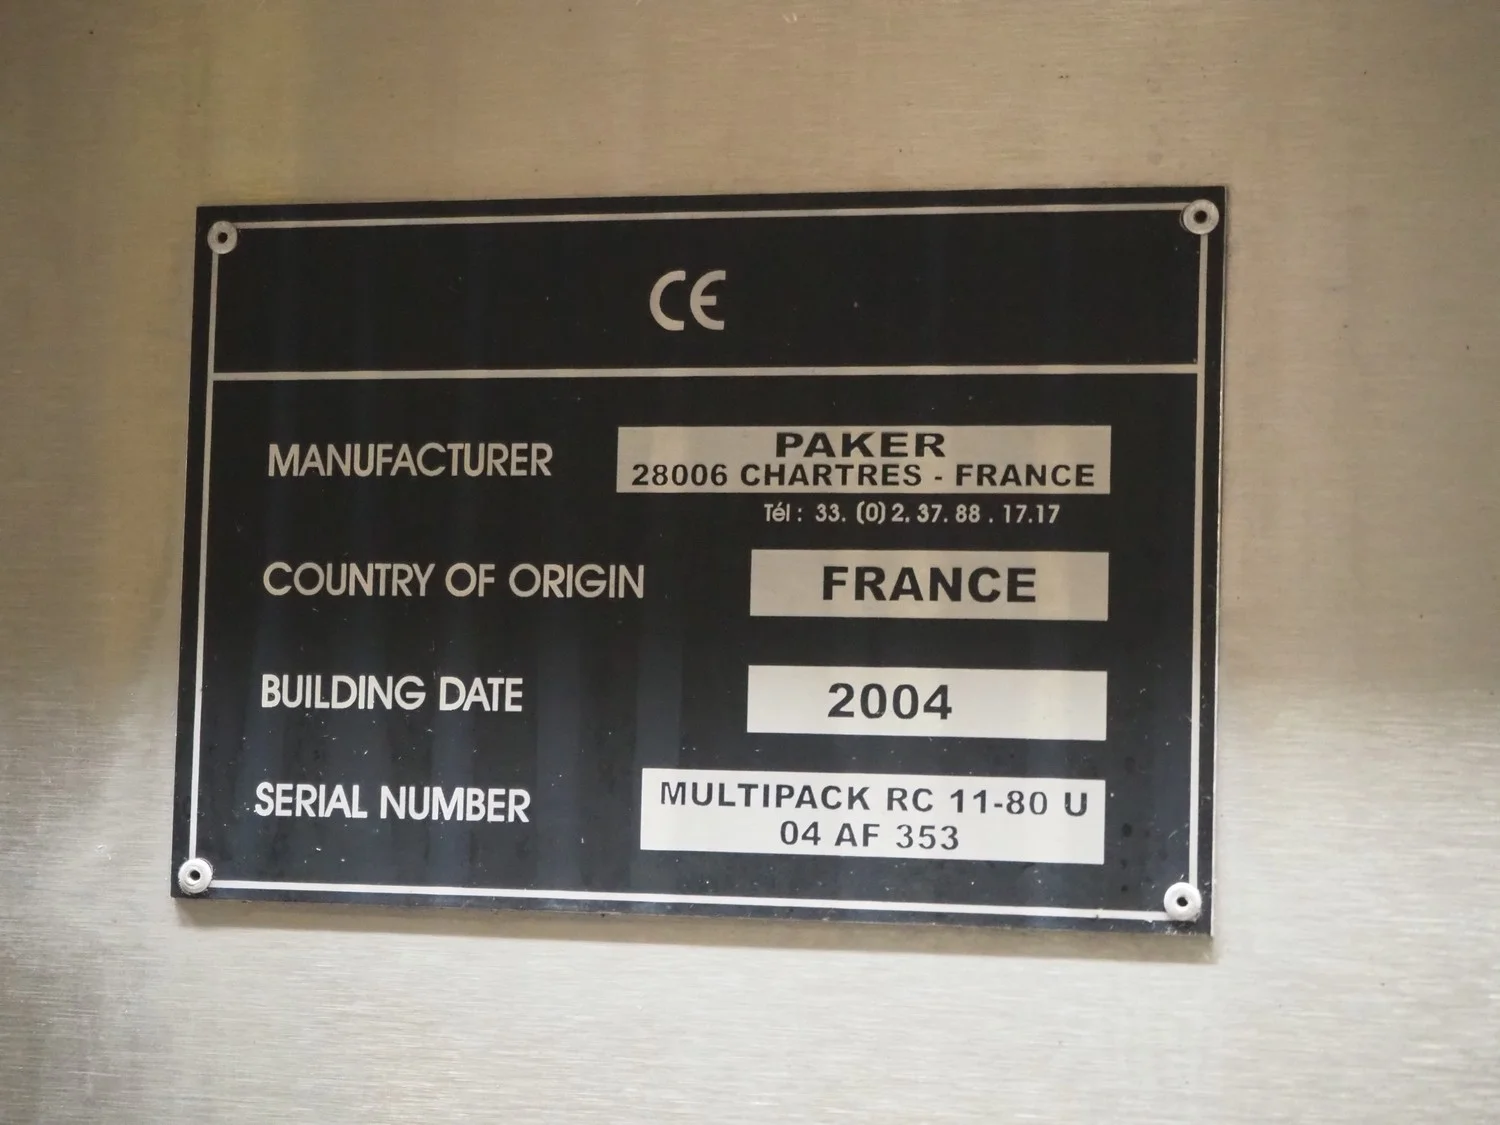 CE
MANUFACTURER PAKER
28006 CHARTRES - FRANCE
Tél : 33. (0) 2. 37. 88 . 17.17
COUNTRY OF ORIGIN FRANCE
BUILDING DATE 2004
SERIAL NUMBER MULTIPACK RC 11-80 U
04 AF 353